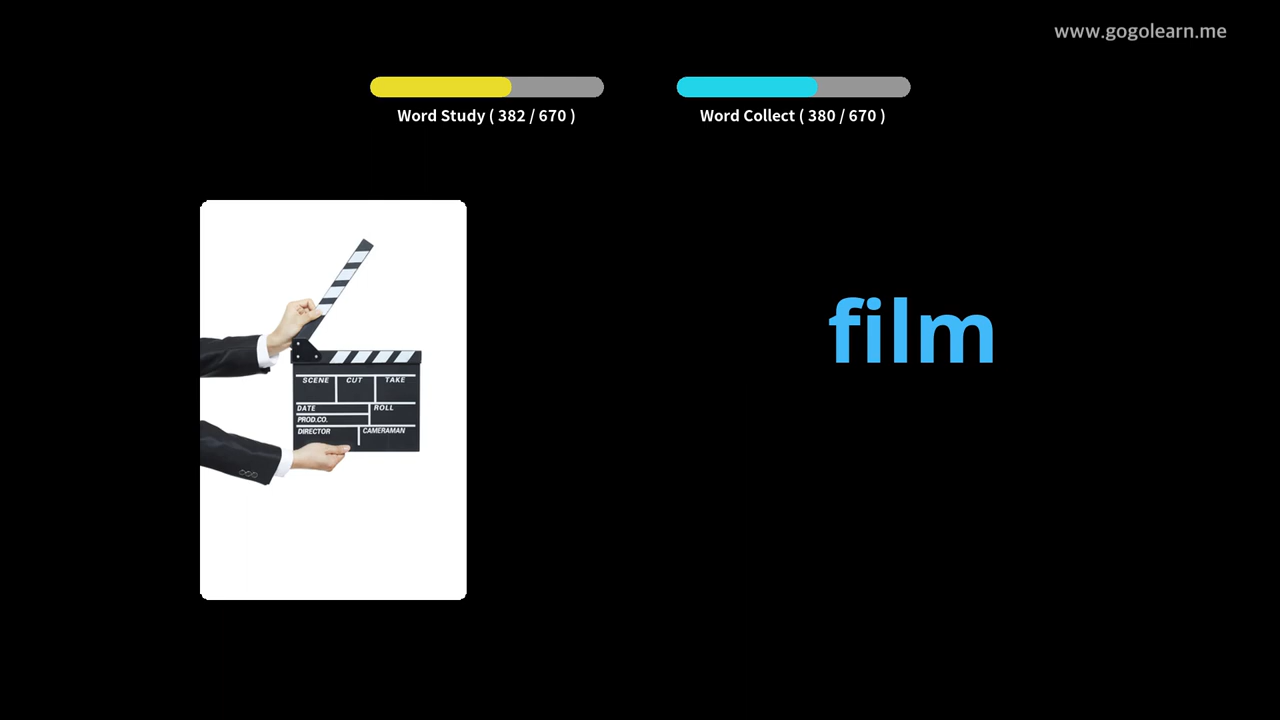 www.gogolearn.me
Word Study ( 382 / 670 )
Word Collect ( 380 / 670 )
film
SCENE CUT TAKE
DATE ROLL
PROD.CO.
DIRECTOR CAMERAMAN